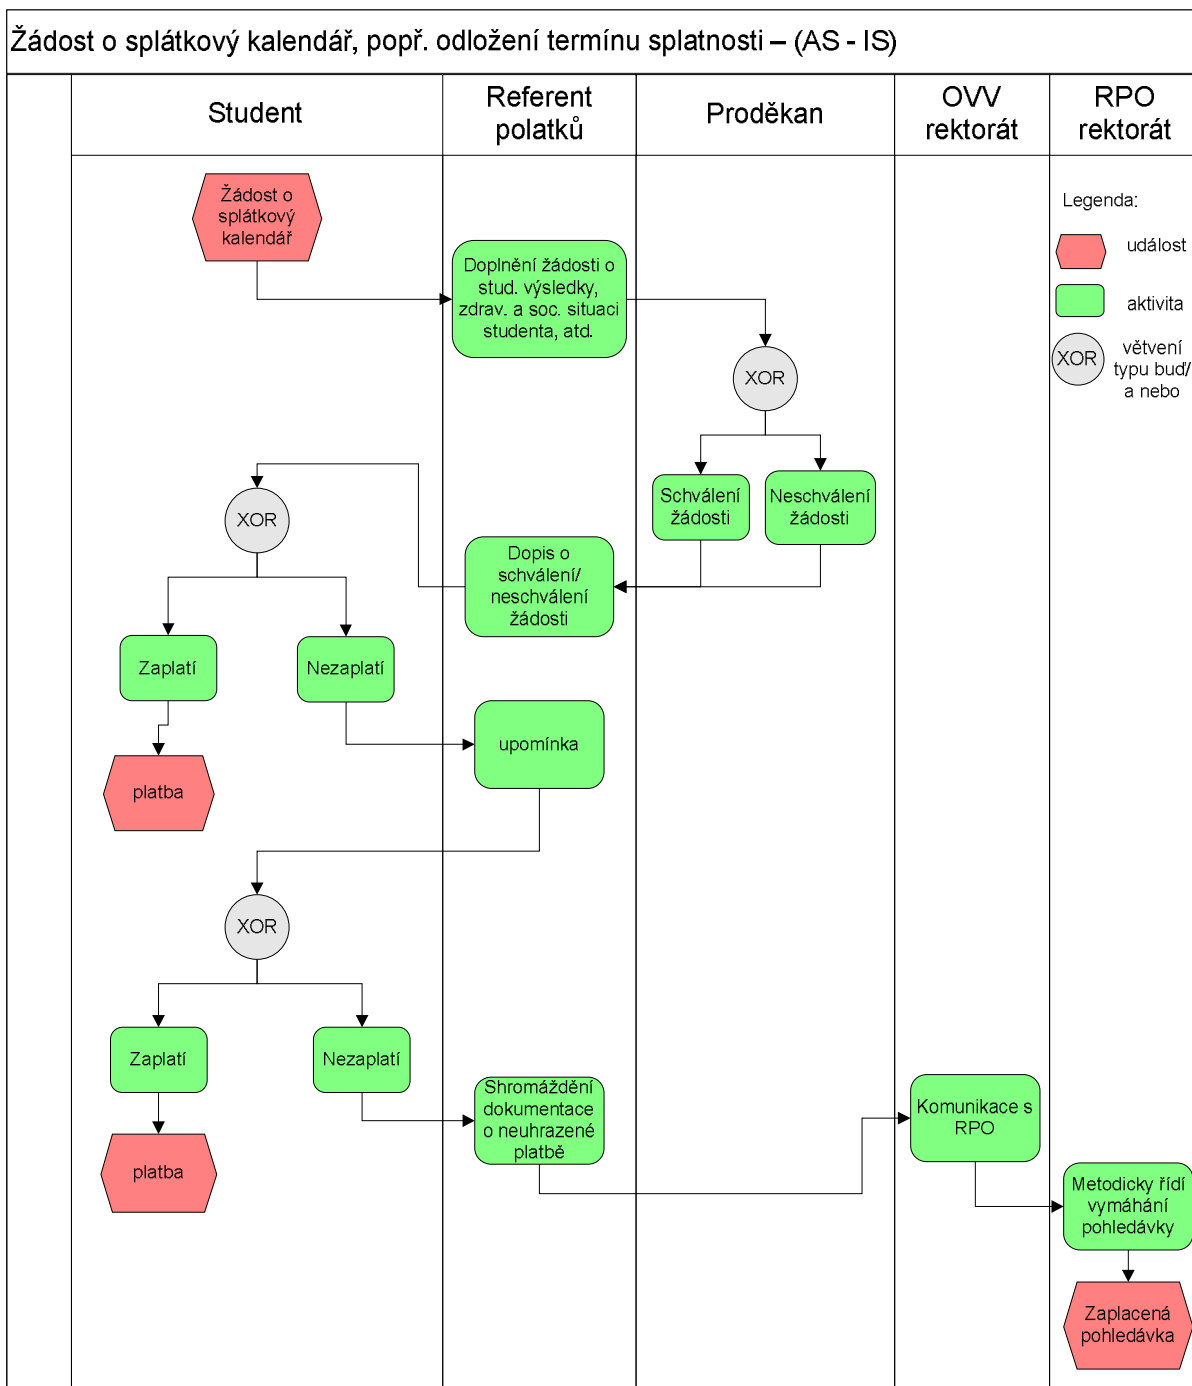 Žádost o splátkový kalendář, popř. odložení termínu splatnosti – (AS - IS)
Student
Referent
polatků
Proděkan
OVV
rektorát
RPO
rektorát
Žádost o
splátkový
kalendář
Legenda:
událost
aktivita
XOR
větvení
typu buď/
a nebo
Doplnění žádosti o
stud. výsledky,
zdrav. a soc. situaci
studenta, atd.
XOR
Schválení
žádosti
Neschválení
žádosti
XOR
Dopis o
schválení/
neschválení
žádosti
Zaplatí
Nezaplatí
upomínka
platba
XOR
Zaplatí
Nezaplatí
Shromáždění
dokumentace
o neuhrazené
platbě
Komunikace s
RPO
platba
Metodicky řídí
vymáhání
pohledávky
Zaplacená
pohledávka